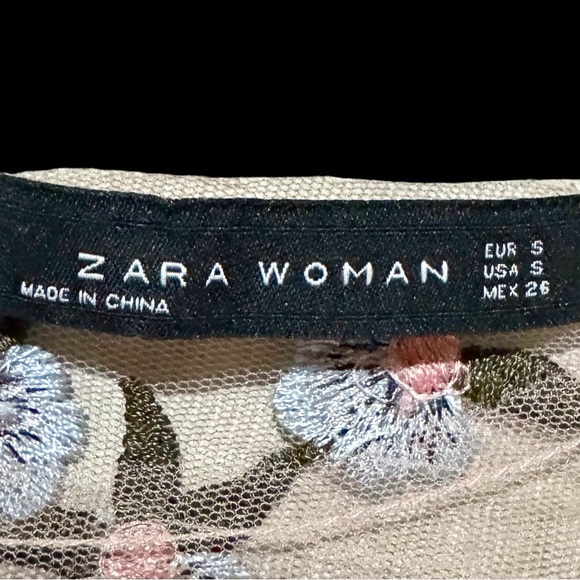 ZARA WOMAN
MADE IN CHINA
EUR S
USA S
MEX 26